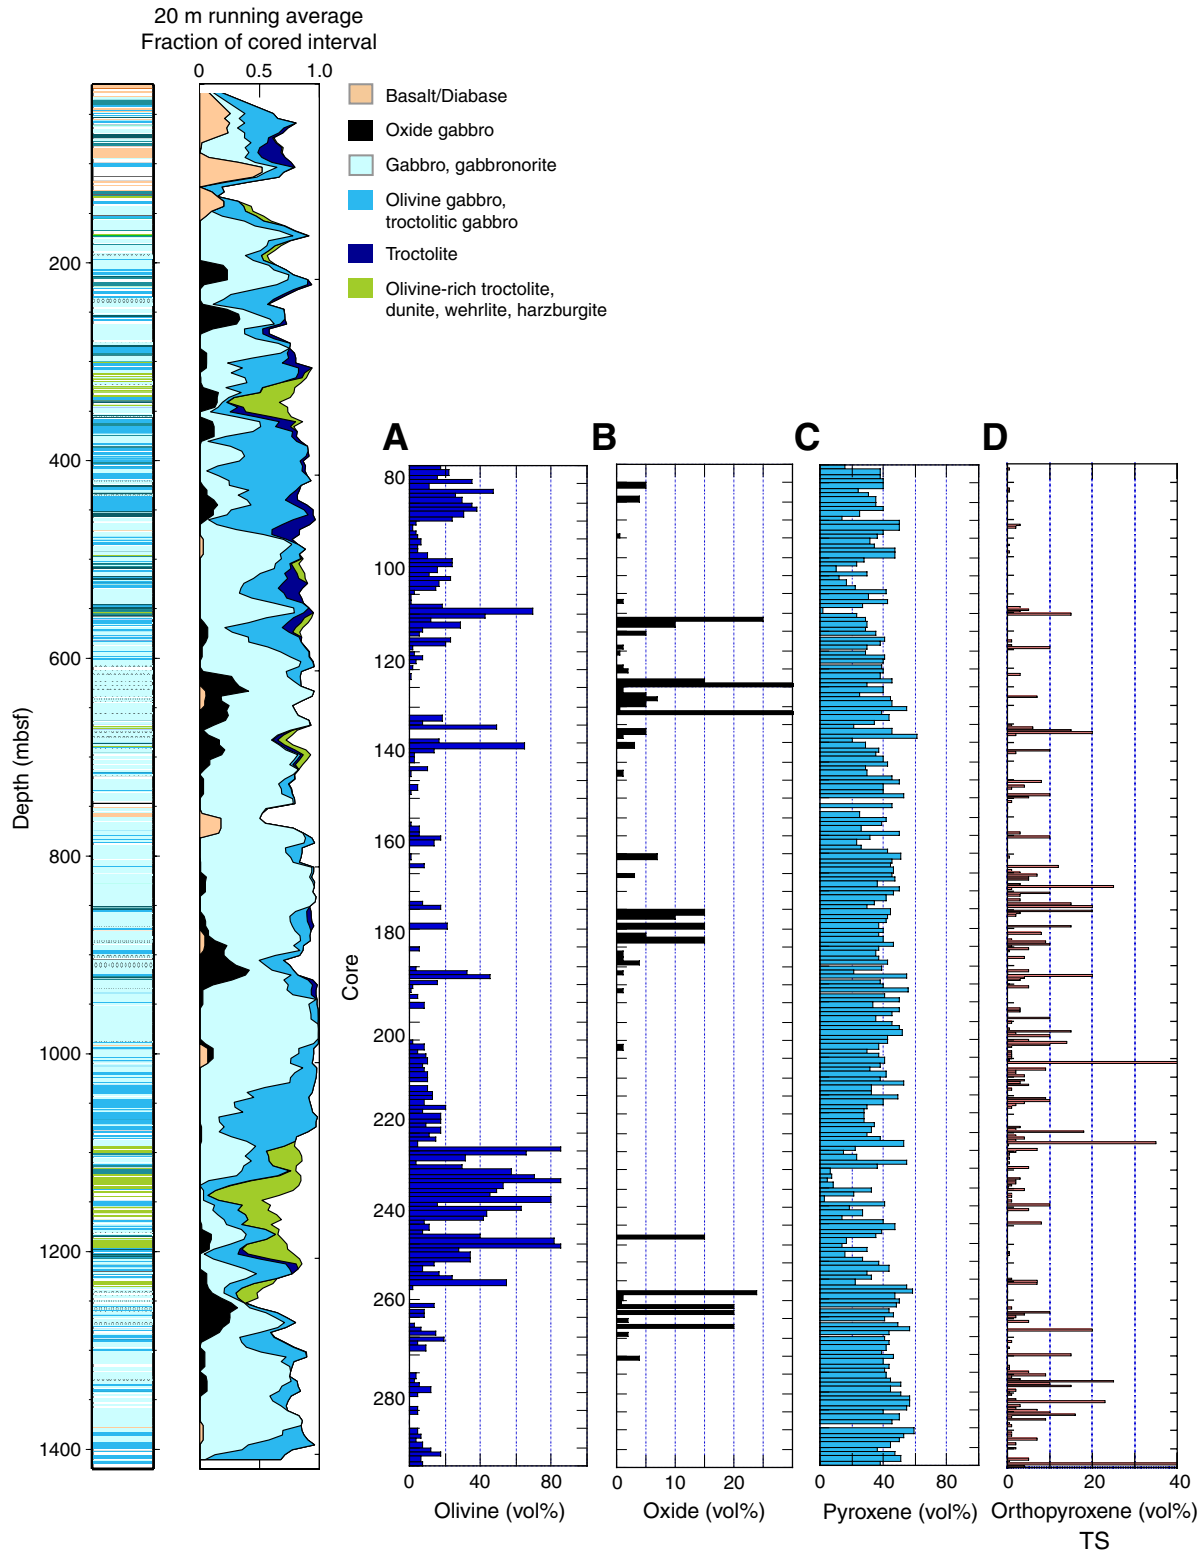 20 m running average
Fraction of cored interval
0 0.5 1.0
Basalt/Diabase
Oxide gabbro
Gabbro, gabbronorite
Olivine gabbro,
troctolitic gabbro
Troctolite
Olivine-rich troctolite,
dunite, wehrlite, harzburgite
Depth (mbsf)
200
400
600
800
1000
1200
1400
A
B
C
D
Core
80
100
120
140
160
180
200
220
240
260
280
0 40 80
Olivine (vol%)
0 10 20
Oxide (vol%)
0 40 80
Pyroxene (vol%)
0 20 40
Orthopyroxene (vol%)
TS